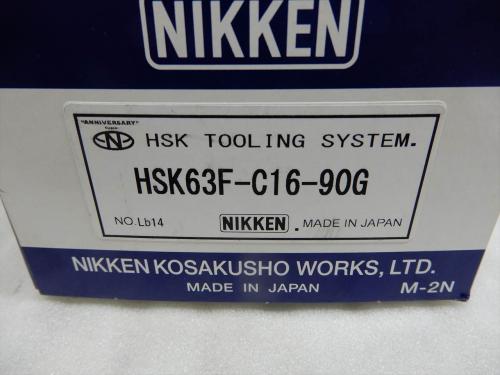 NIKKEN
"ANNIVERSARY"
HSK TOOLING SYSTEM.
HSK63F-C16-90G
NO.Lb14 NIKKEN. MADE IN JAPAN
NIKKEN KOSAKUSHO WORKS, LTD.
MADE IN JAPAN M-2N